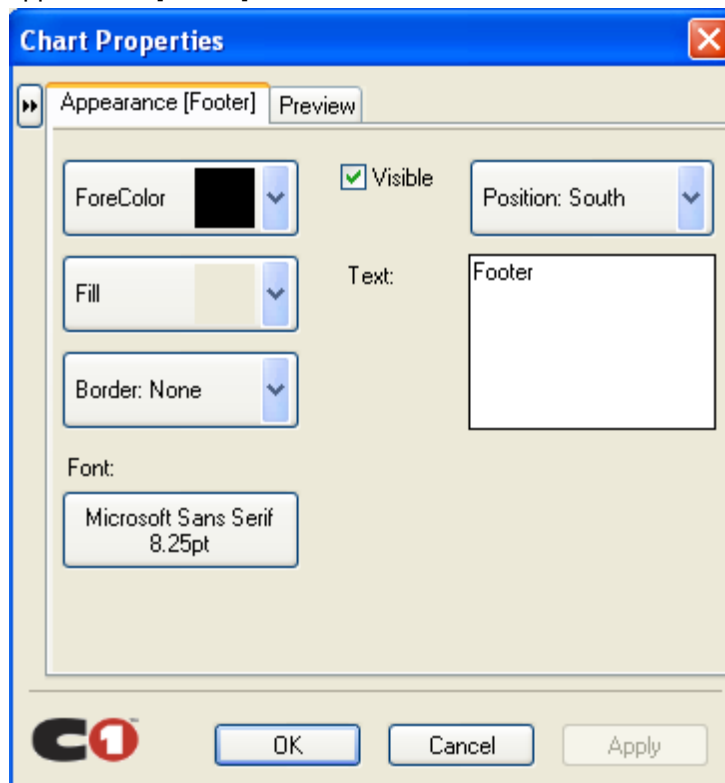 Chart Properties
Appearance [Footer]
Preview
ForeColor
Visible
Position: South
Fill
Text:
Footer
Border: None
Font:
Microsoft Sans Serif
8.25pt
C1
OK
Cancel
Apply